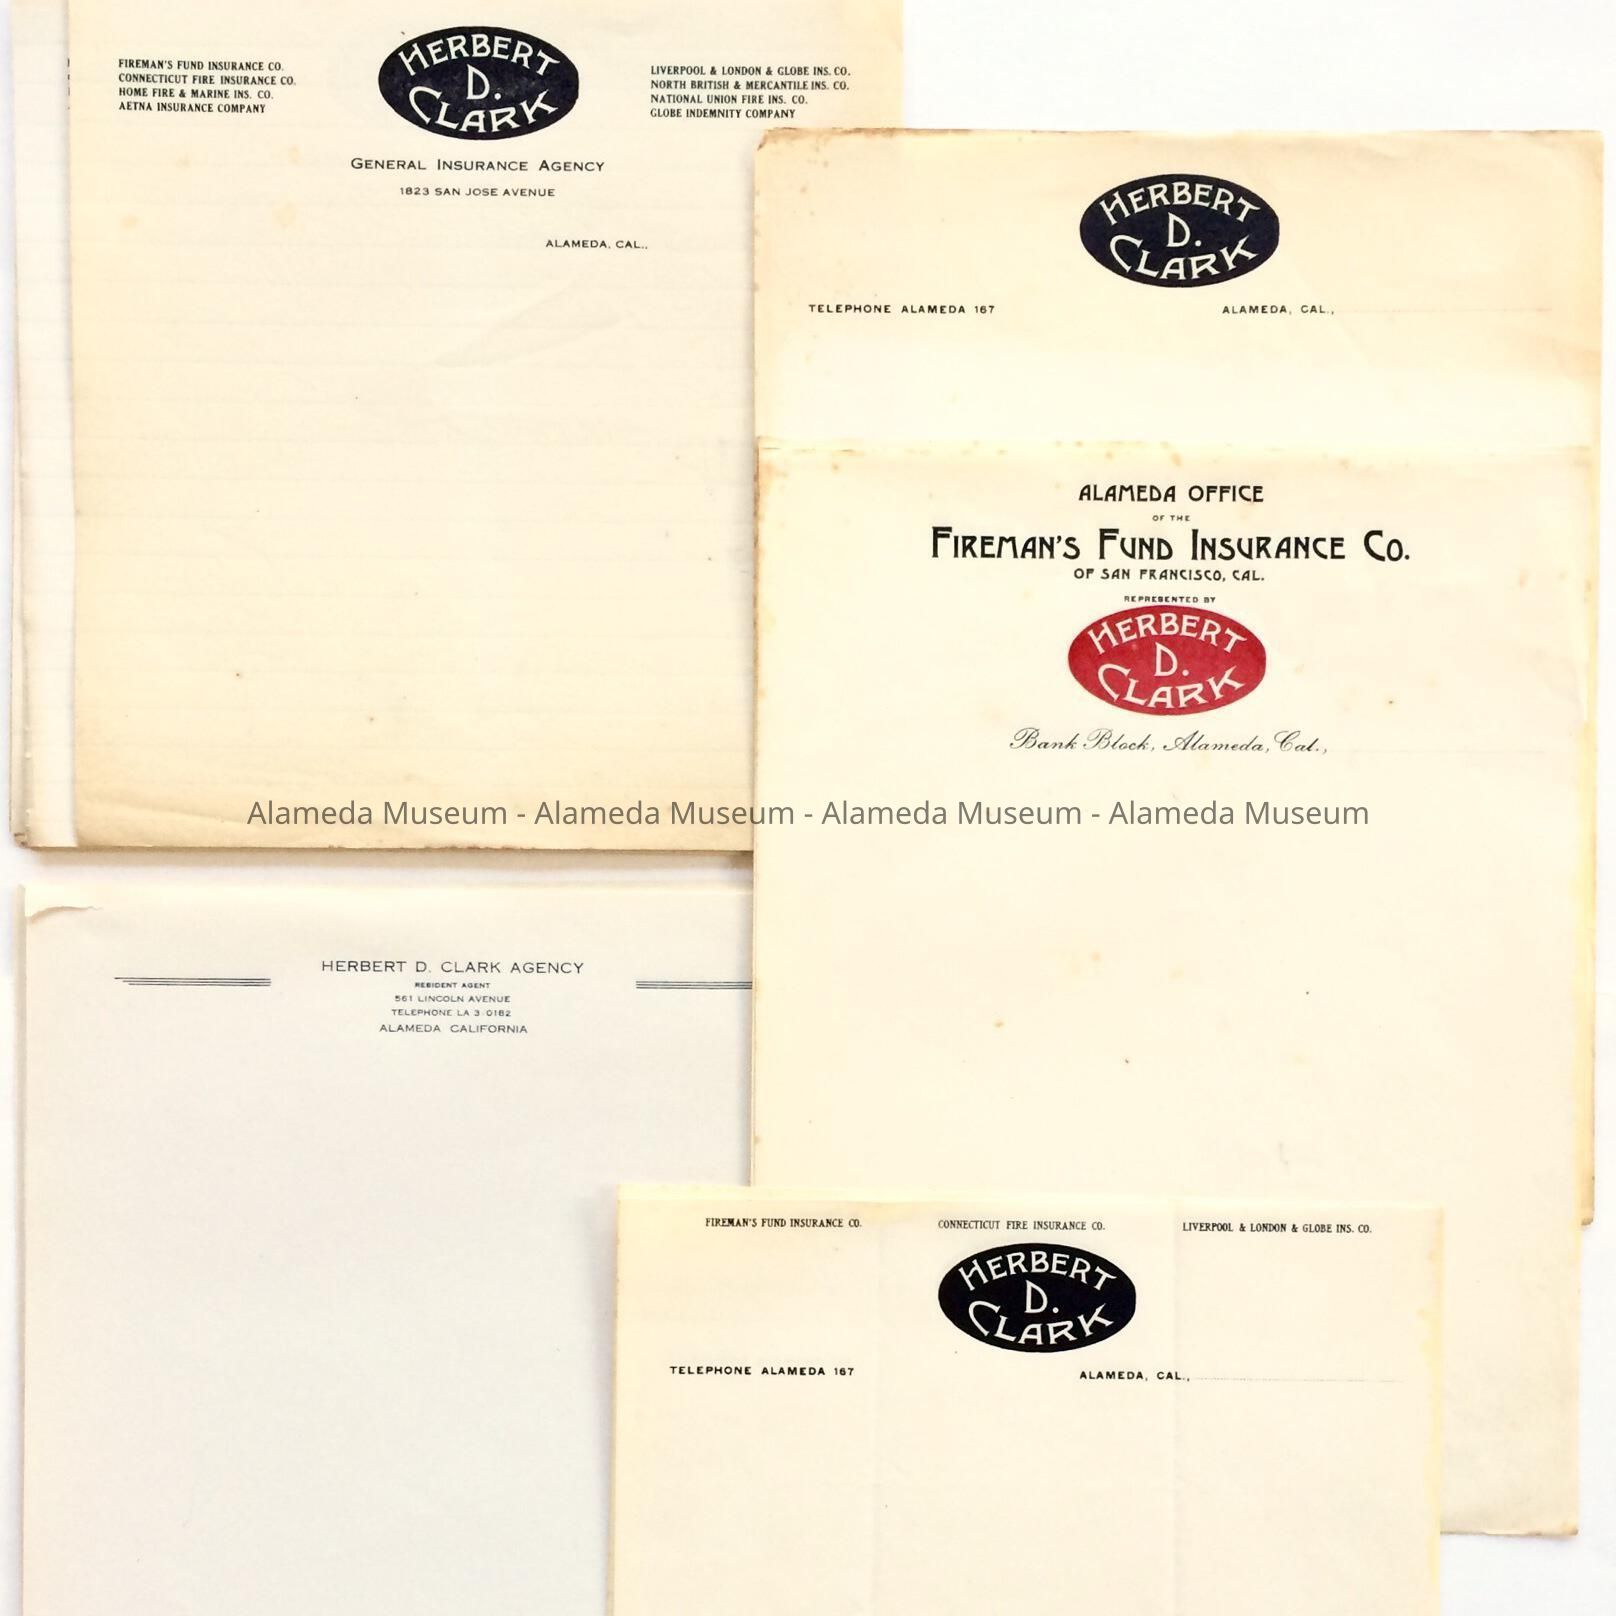 FIREMAN'S FUND INSURANCE CO.
CONNECTICUT FIRE INSURANCE CO.
HOME FIRE & MARINE INS. CO.
AETNA INSURANCE COMPANY
HERBERT
D.
CLARK
LIVERPOOL & LONDON & GLOBE INS. CO.
NORTH BRITISH & MERCANTILE INS. CO.
NATIONAL UNION FIRE INS. CO.
GLOBE INDEMNITY COMPANY
GENERAL INSURANCE AGENCY
1823 SAN JOSE AVENUE
ALAMEDA, CAL..
HERBERT
D.
CLARK
TELEPHONE ALAMEDA 167
ALAMEDA, CAL.,
ALAMEDA OFFICE
OF THE
FIREMAN'S FUND INSURANCE CO.
OF SAN FRANCISCO, CAL.
REPRESENTED BY
HERBERT
D.
CLARK
Bank Block, Alameda, Cal.,
Alameda Museum - Alameda Museum - Alameda Museum - Alameda Museum
HERBERT D. CLARK AGENCY
RESIDENT AGENT
561 LINCOLN AVENUE
TELEPHONE LA 3-0182
ALAMEDA CALIFORNIA
FIREMAN'S FUND INSURANCE CO.
CONNECTICUT FIRE INSURANCE CO.
LIVERPOOL & LONDON & GLOBE INS. CO.
HERBERT
D.
CLARK
TELEPHONE ALAMEDA 167
ALAMEDA, CAL.,